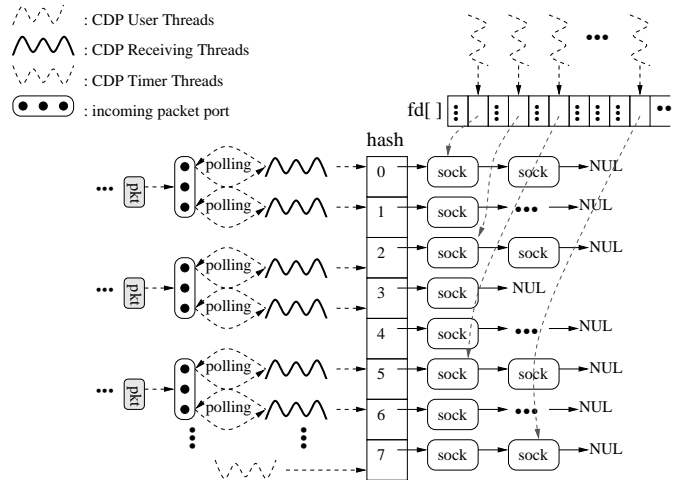 : CDP User Threads
: CDP Receiving Threads
: CDP Timer Threads
: incoming packet port
fd[ ]
hash
pkt
polling
polling
0
sock
sock
NUL
1
sock
NUL
pkt
polling
polling
2
sock
sock
NUL
3
sock
NUL
4
sock
NUL
pkt
polling
polling
5
sock
sock
NUL
6
sock
NUL
7
sock
sock
NUL